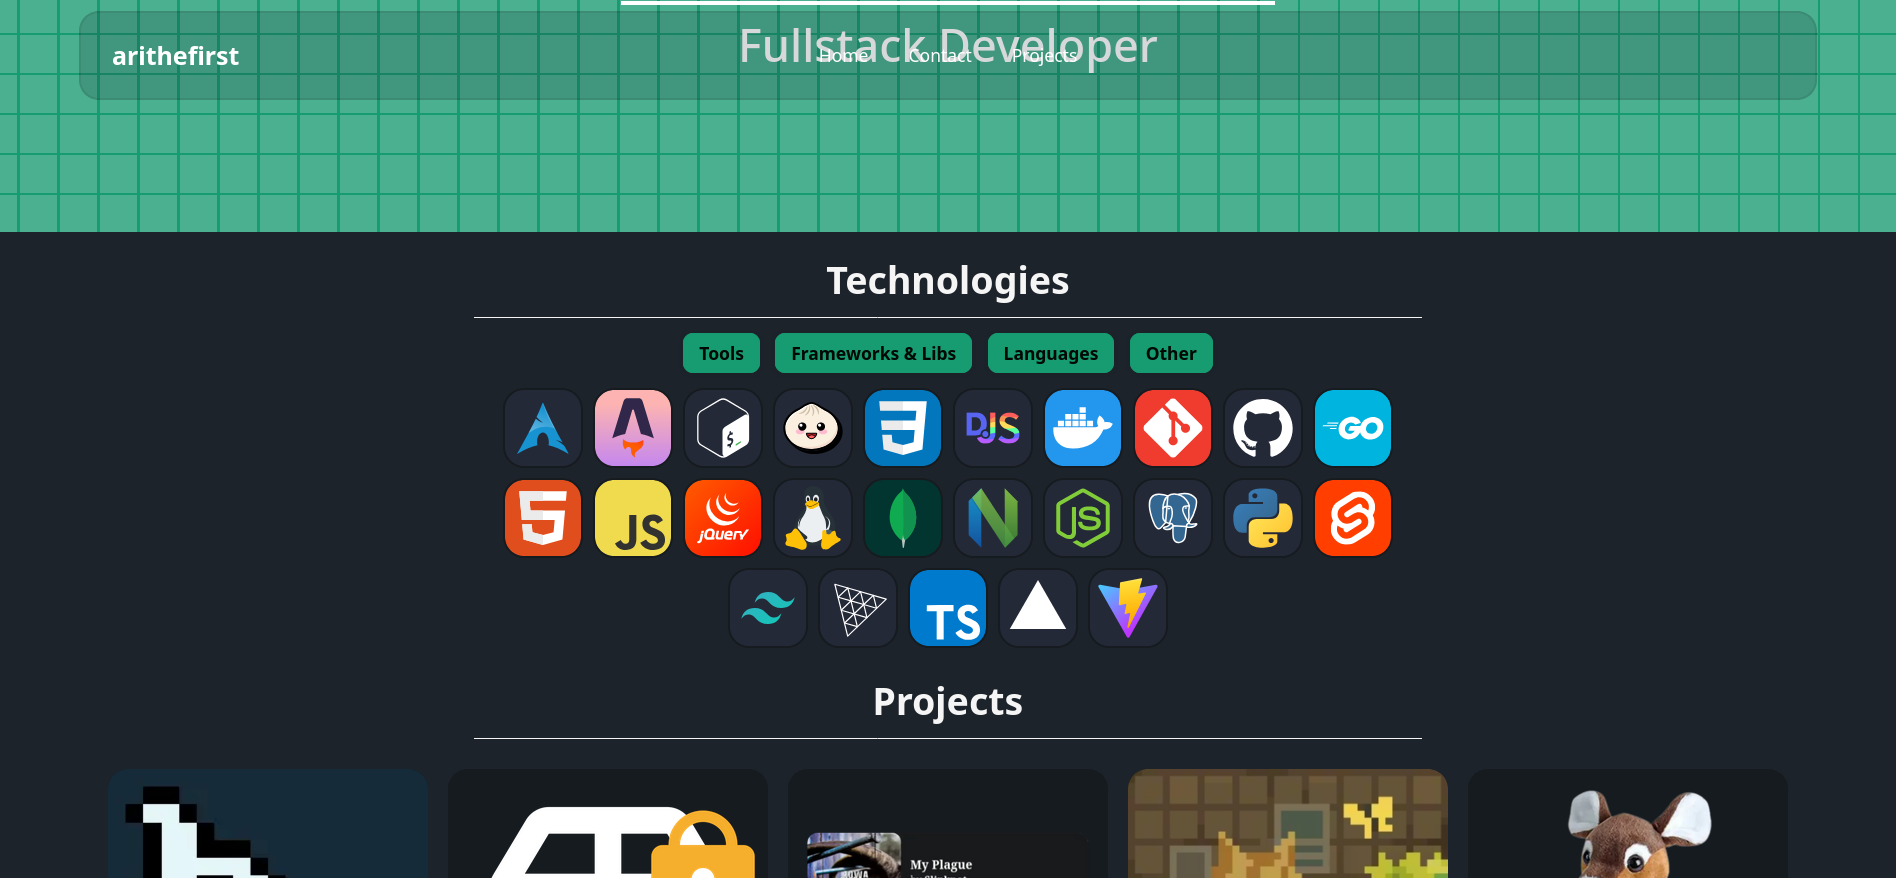 Fullstack Developer
arithefirst
Home Contact Projects
Technologies
Tools Frameworks & Libs Languages Other
$
DJS
GO
JS
jQuery
JS
TS
Projects
My Plague